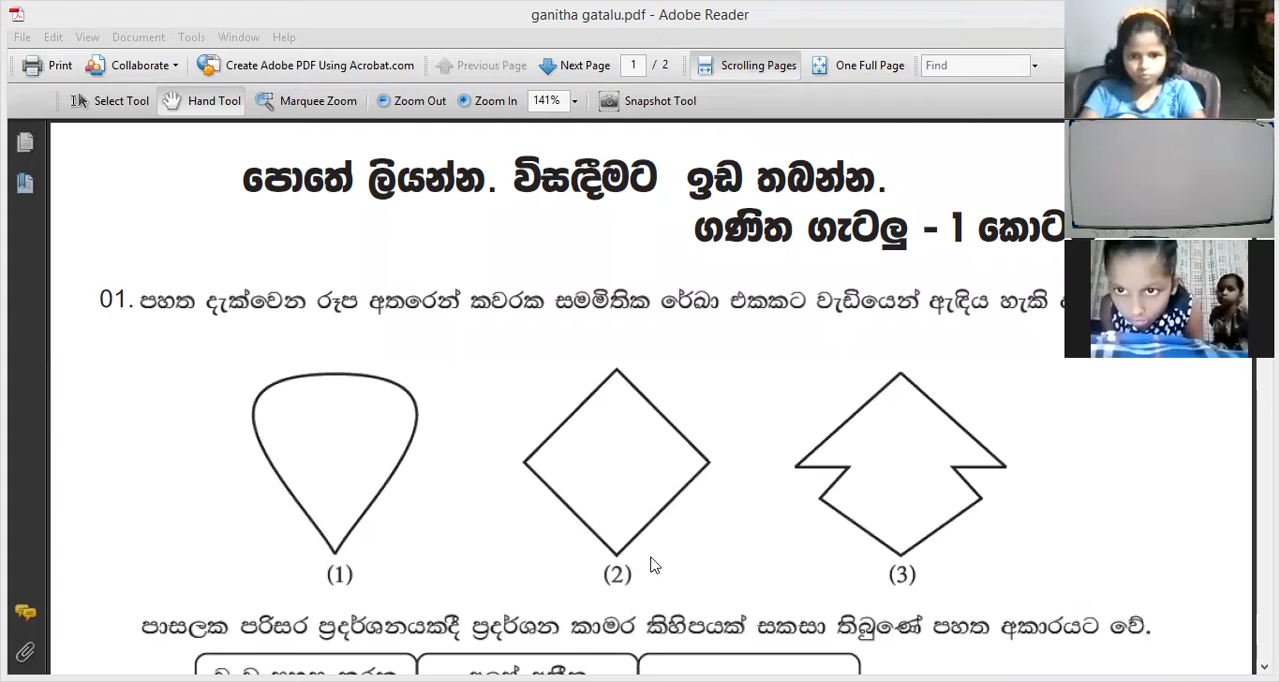 ganitha gatalu.pdf - Adobe Reader
File Edit View Document Tools Window Help
Print Collaborate Create Adobe PDF Using Acrobat.com Previous Page Next Page 1 / 2 Scrolling Pages One Full Page Find
Select Tool Hand Tool Marquee Zoom Zoom Out Zoom In 141% Snapshot Tool
පොතේ ලියන්න. විසඳීමට ඉඩ තබන්න.
ගණිත ගැටලු - 1 කොට
01. පහත දැක්වෙන රූප අතරෙන් කවරක සමමිතික රේඛා එකකට වැඩියෙන් ඇඳිය හැකි
(1) (2) (3)
පාසලක පරිසර ප්‍රදර්ශනයකදී ප්‍රදර්ශන කාමර කිහිපයක් සකසා තිබුණේ පහත අකාරයට වේ.